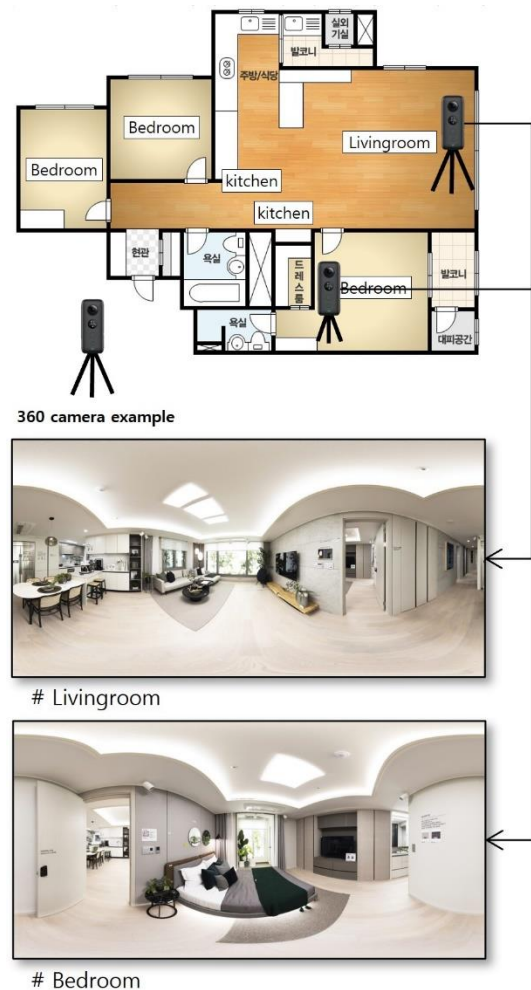 실외
기실
발코니
주방/식당
Bedroom
Livingroom
Bedroom
kitchen
kitchen
현관
욕실
드레스룸
Bedroom
발코니
욕실
대피공간
360 camera example
# Livingroom
# Bedroom